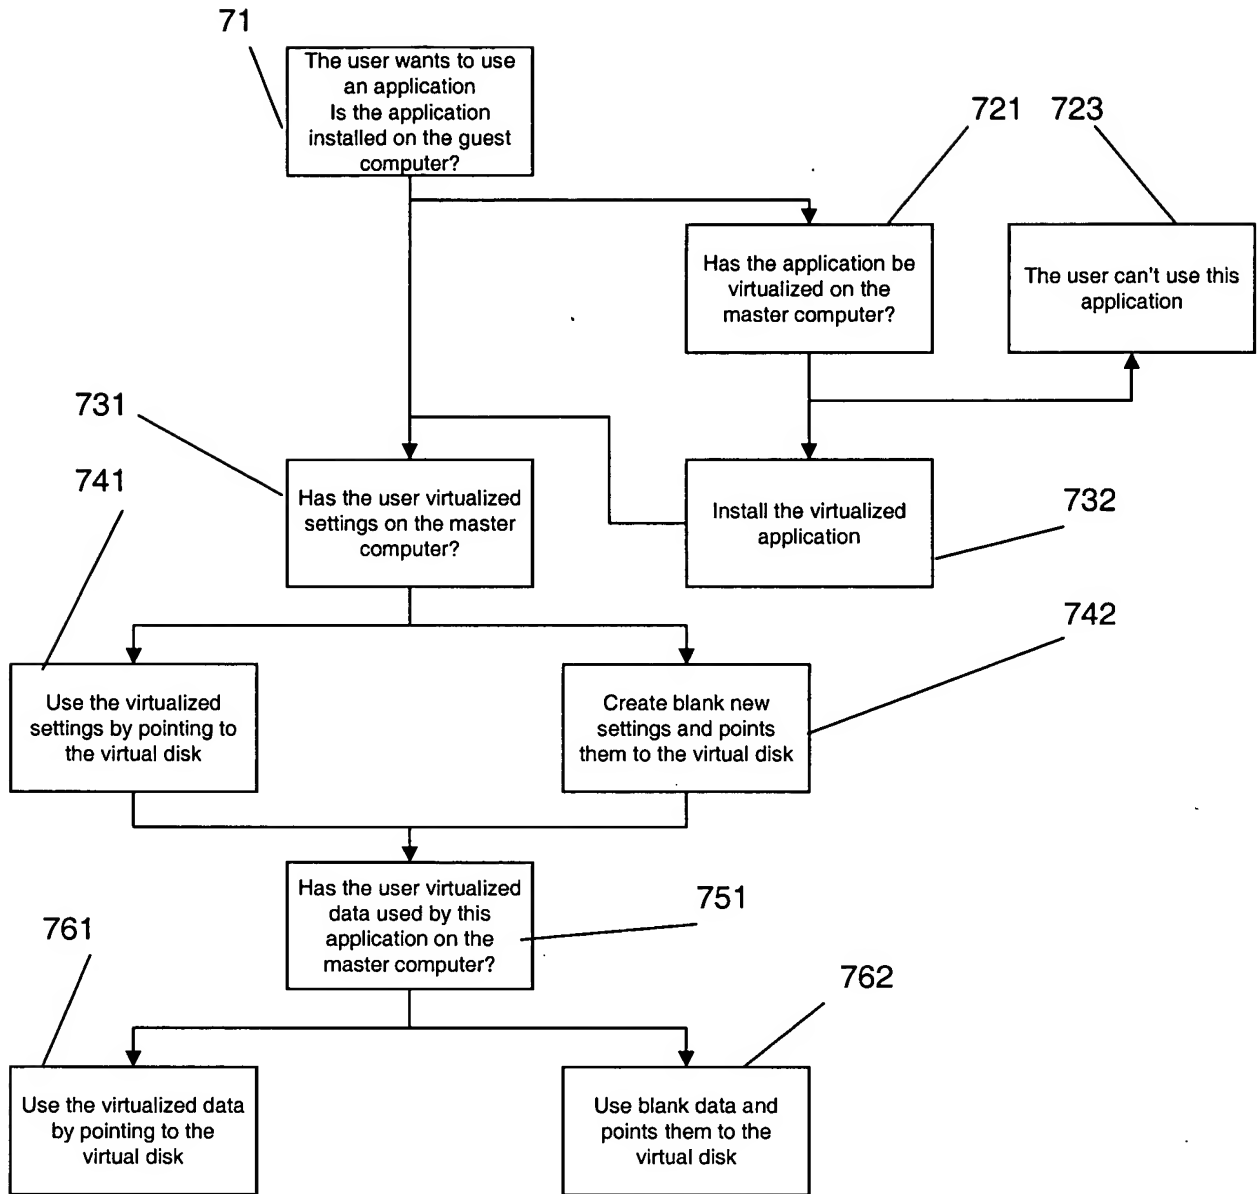 71
The user wants to use
an application
Is the application
installed on the guest
computer?
721
723
Has the application be
virtualized on the
master computer?
The user can't use this
application
731
Has the user virtualized
settings on the master
computer?
Install the virtualized
application
732
741
742
Use the virtualized
settings by pointing to
the virtual disk
Create blank new
settings and points
them to the virtual disk
Has the user virtualized
data used by this
application on the
master computer?
751
761
762
Use the virtualized data
by pointing to the
virtual disk
Use blank data and
points them to the
virtual disk